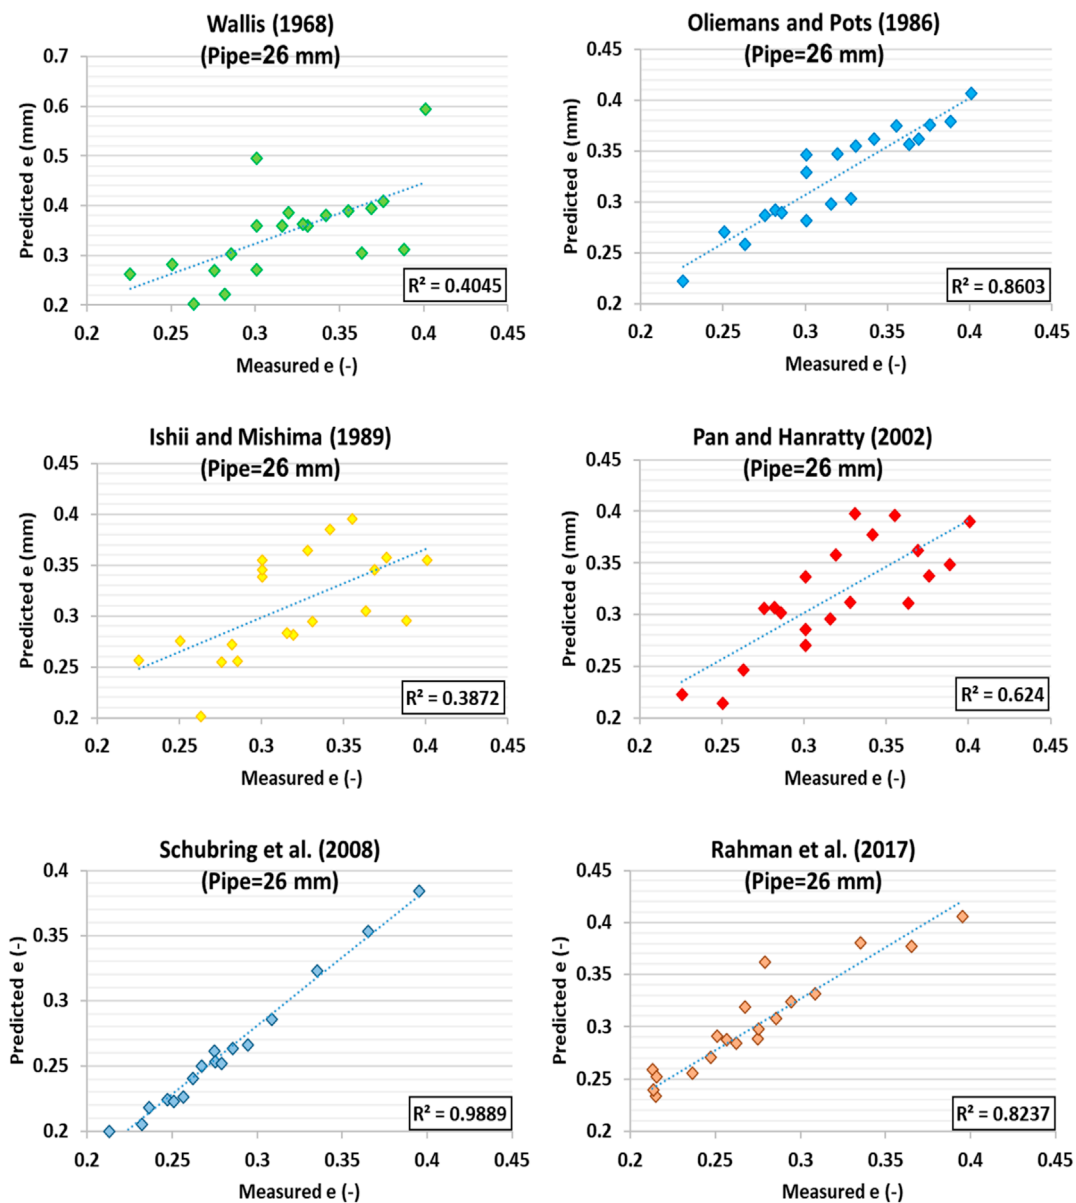 Wallis (1968)
(Pipe=26 mm)
0.7
0.6
0.5
0.4
0.3
0.2
Predicted e (mm)
R² = 0.4045
0.2 0.25 0.3 0.35 0.4 0.45
Measured e (-)
Oliemans and Pots (1986)
(Pipe=26 mm)
0.45
0.4
0.35
0.3
0.25
0.2
Predicted e (mm)
R² = 0.8603
0.2 0.25 0.3 0.35 0.4 0.45
Measured e (-)
Ishii and Mishima (1989)
(Pipe=26 mm)
0.45
0.4
0.35
0.3
0.25
0.2
Predicted e (mm)
R² = 0.3872
0.2 0.25 0.3 0.35 0.4 0.45
Measured e (-)
Pan and Hanratty (2002)
(Pipe=26 mm)
0.45
0.4
0.35
0.3
0.25
0.2
Predicted e (mm)
R² = 0.624
0.2 0.25 0.3 0.35 0.4 0.45
Measured e (-)
Schubring et al. (2008)
(Pipe=26 mm)
0.4
0.35
0.3
0.25
0.2
Predicted e (-)
R² = 0.9889
0.2 0.25 0.3 0.35 0.4 0.45
Measured e (-)
Rahman et al. (2017)
(Pipe=26 mm)
0.45
0.4
0.35
0.3
0.25
0.2
Predicted e (-)
R² = 0.8237
0.2 0.25 0.3 0.35 0.4 0.45
Measured e (-)